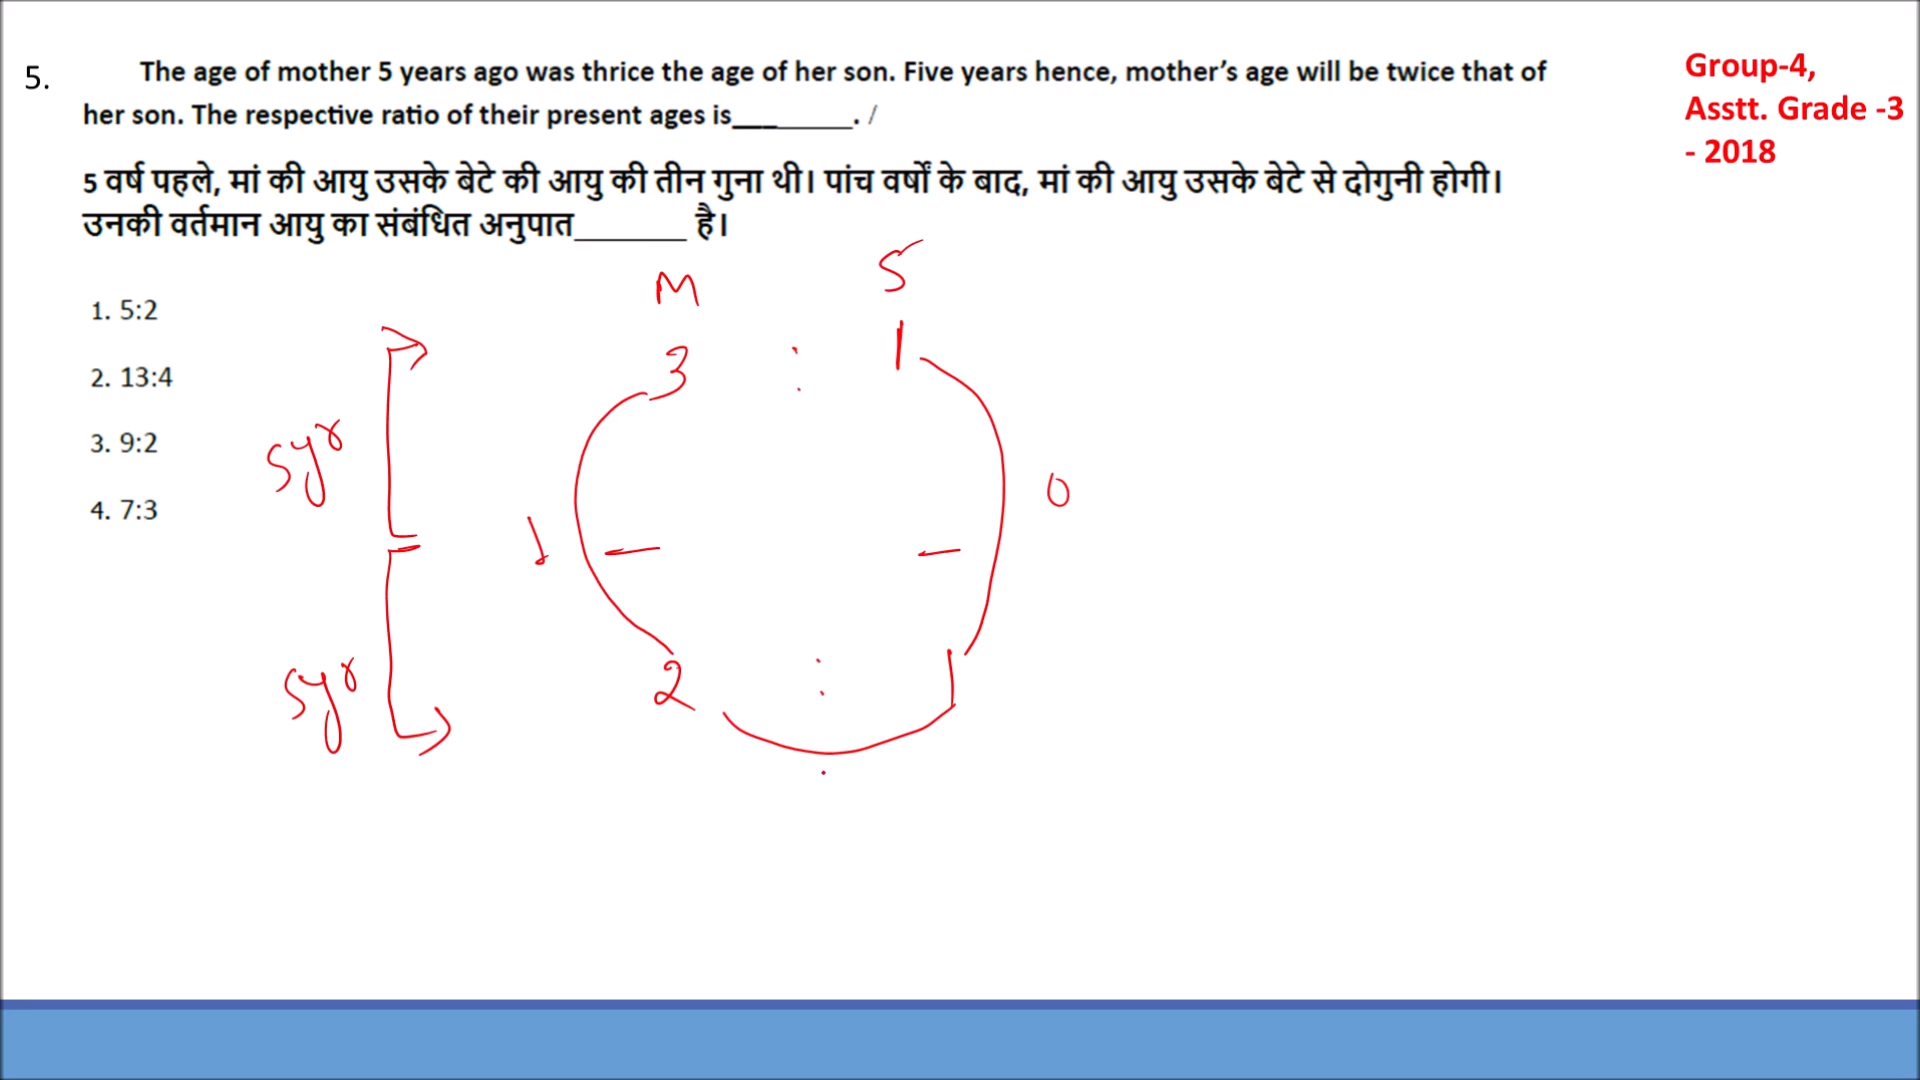 5.
The age of mother 5 years ago was thrice the age of her son. Five years hence, mother’s age will be twice that of
her son. The respective ratio of their present ages is________. /
5 वर्ष पहले, मां की आयु उसके बेटे की आयु की तीन गुना थी। पांच वर्षों के बाद, मां की आयु उसके बेटे से दोगुनी होगी।
उनकी वर्तमान आयु का संबंधित अनुपात_______ है।
Group-4,
Asstt. Grade -3
- 2018
1. 5:2
2. 13:4
3. 9:2
4. 7:3
M S
3 : 1
5yr
1 — — 0
5yr
2 : 1